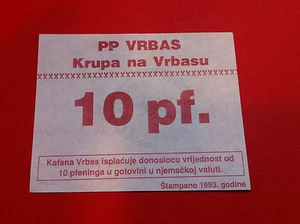 PP VRBAS
Krupa na Vrbasu
10 pf.
Kafana Vrbas isplaćuje donosiocu vrijednost od
10 pfeninga u gotovini u njemačkoj valuti.
Štampano 1993. godine